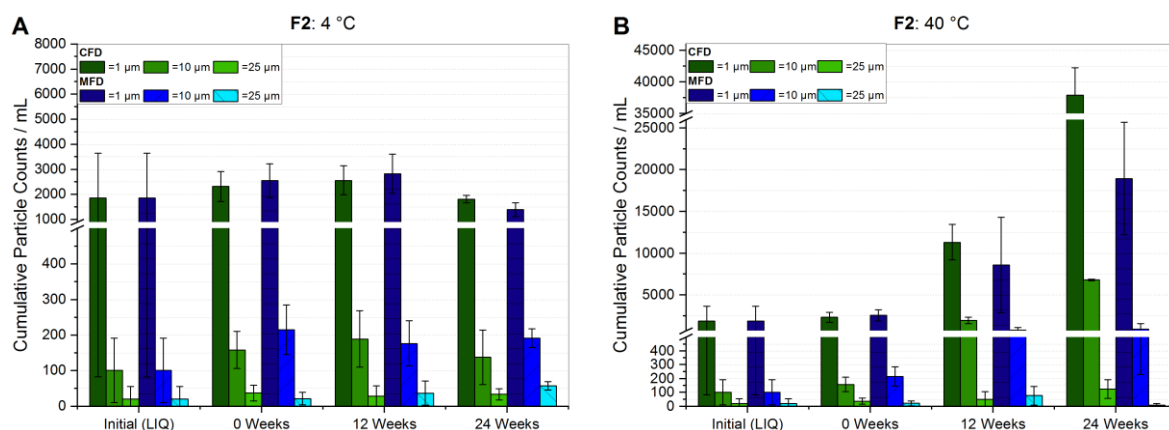 A
F2: 4 °C
8000
7000
6000
5000
4000
3000
2000
1000
400
300
200
100
0
Cumulative Particle Counts / mL
CFD
=1 µm =10 µm =25 µm
MFD
=1 µm =10 µm =25 µm
Initial (LIQ) 0 Weeks 12 Weeks 24 Weeks
B
F2: 40 °C
45000
40000
35000
25000
20000
15000
10000
5000
400
300
200
100
0
Cumulative Particle Counts / mL
CFD
=1 µm =10 µm =25 µm
MFD
=1 µm =10 µm =25 µm
Initial (LIQ) 0 Weeks 12 Weeks 24 Weeks